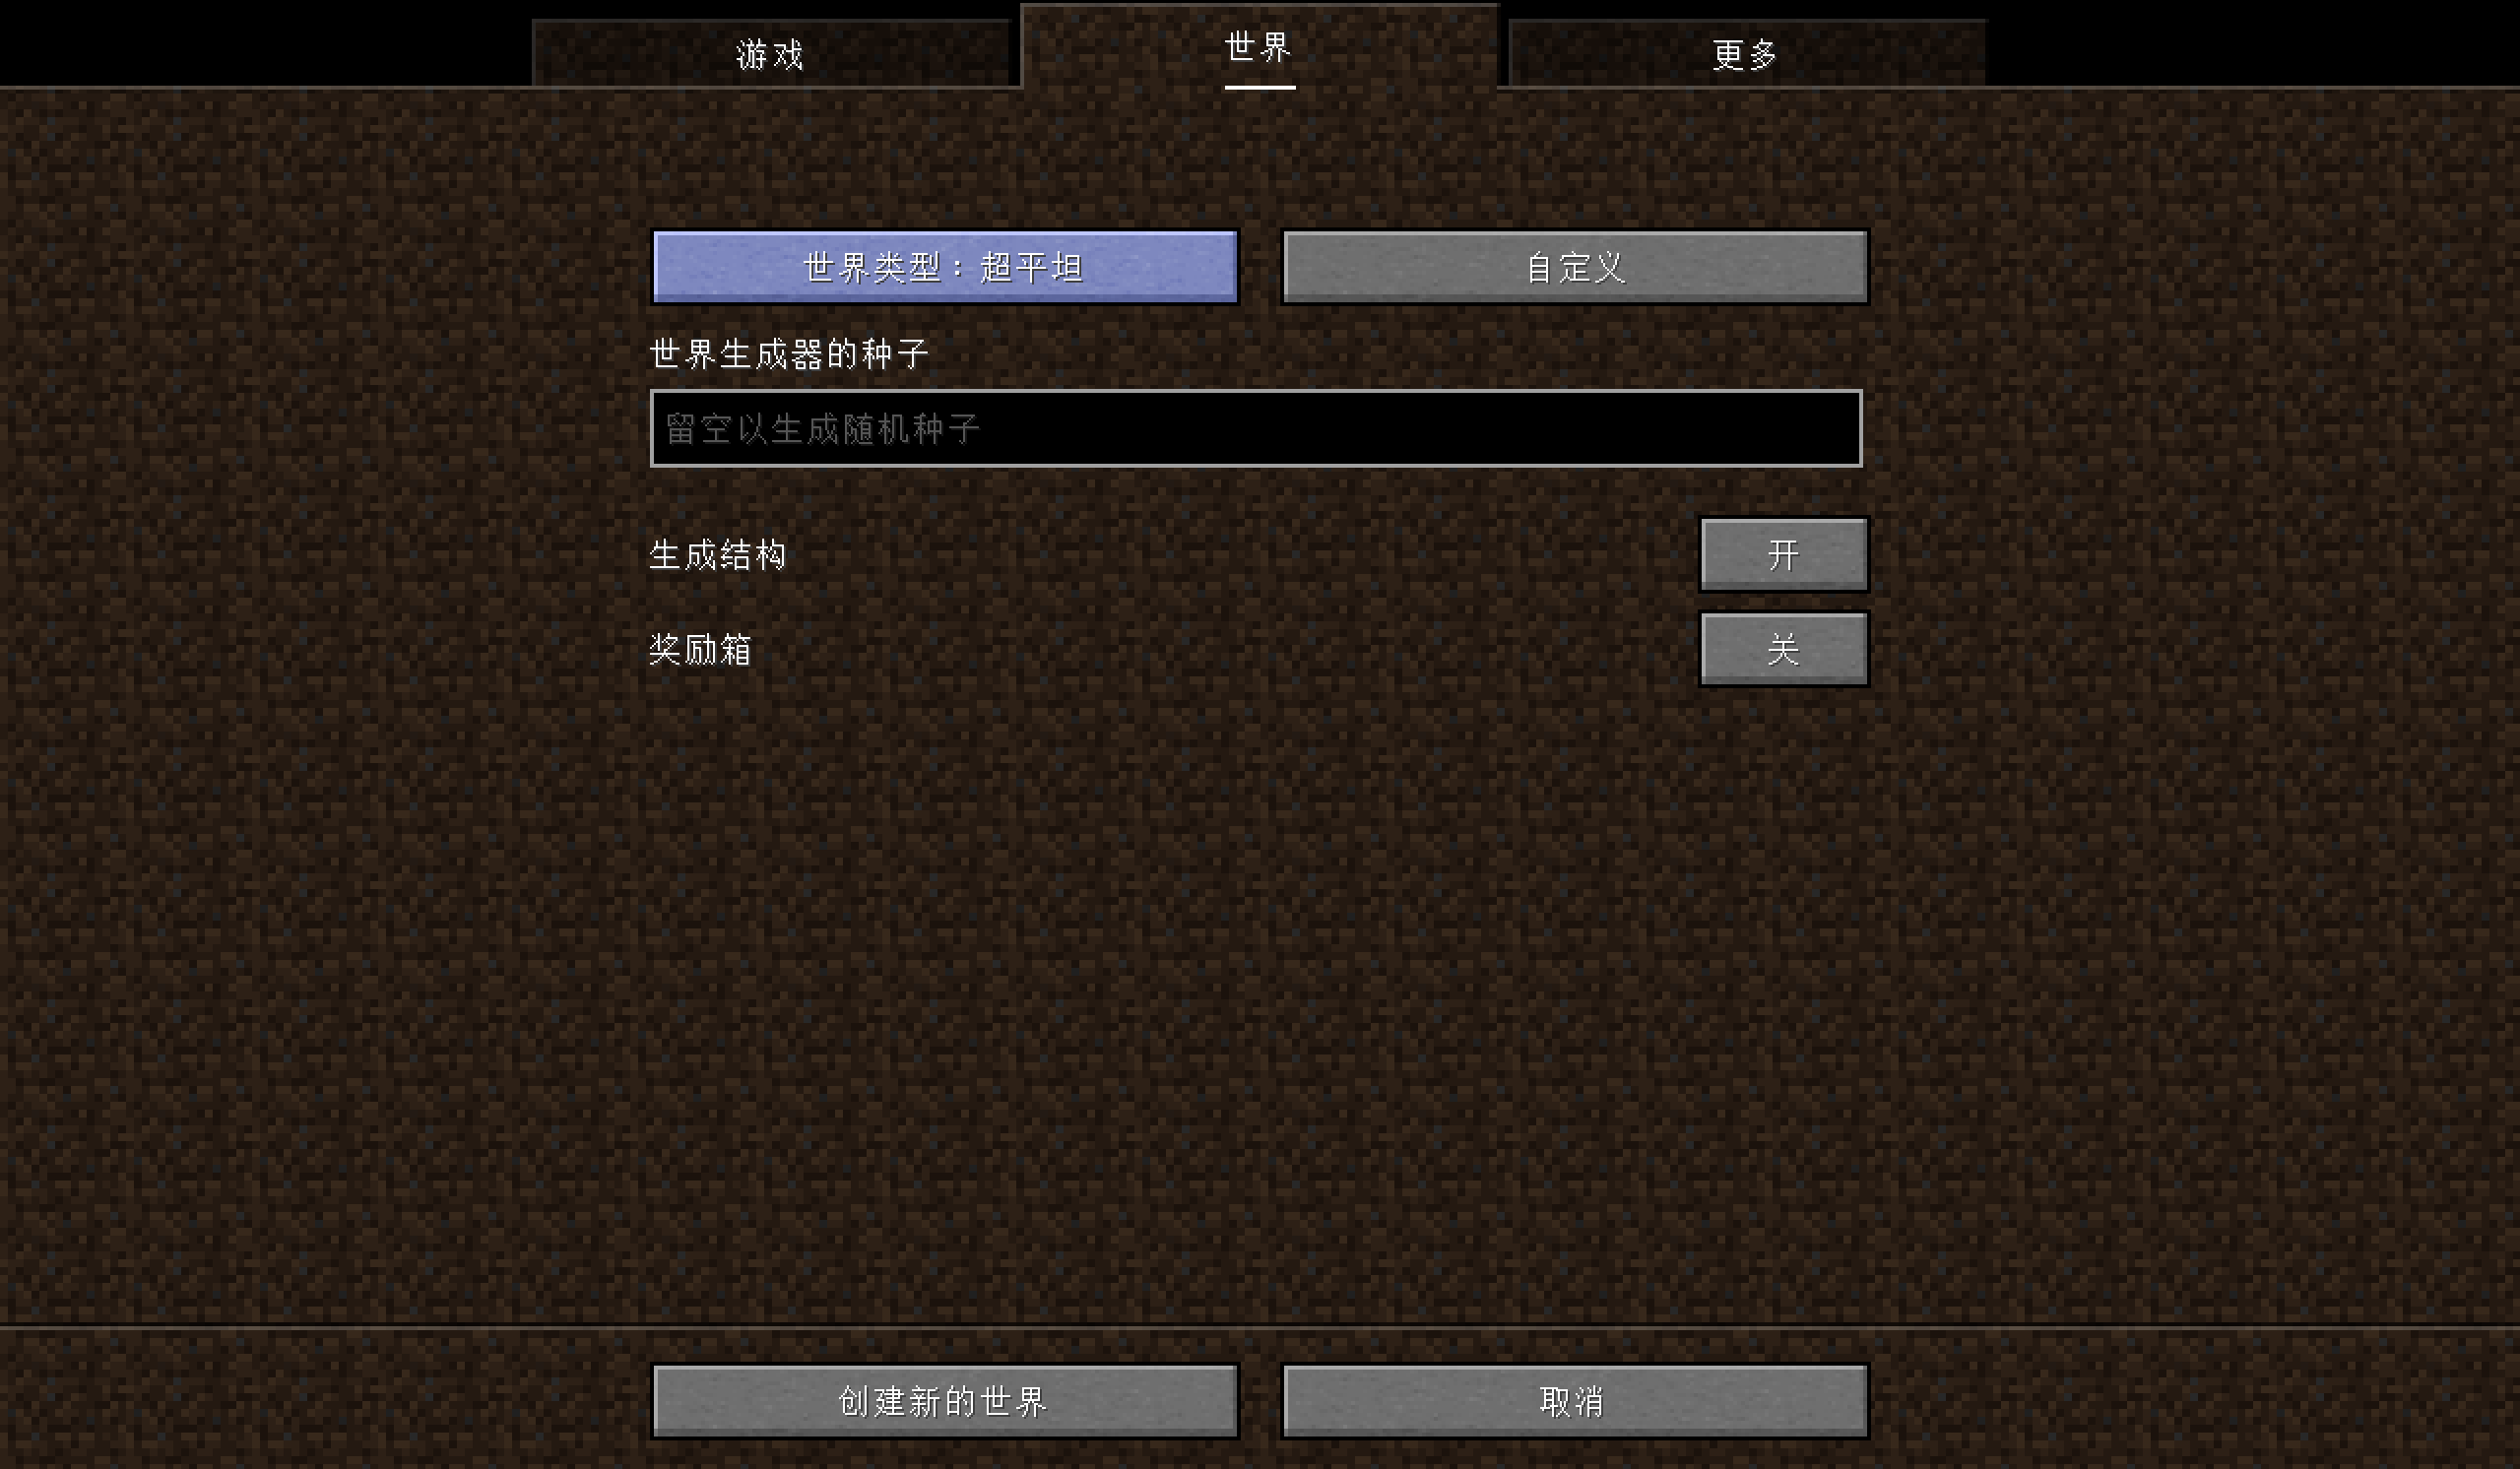 游戏
世界
更多
世界类型：超平坦
自定义
世界生成器的种子
留空以生成随机种子
生成结构
开
奖励箱
关
创建新的世界
取消